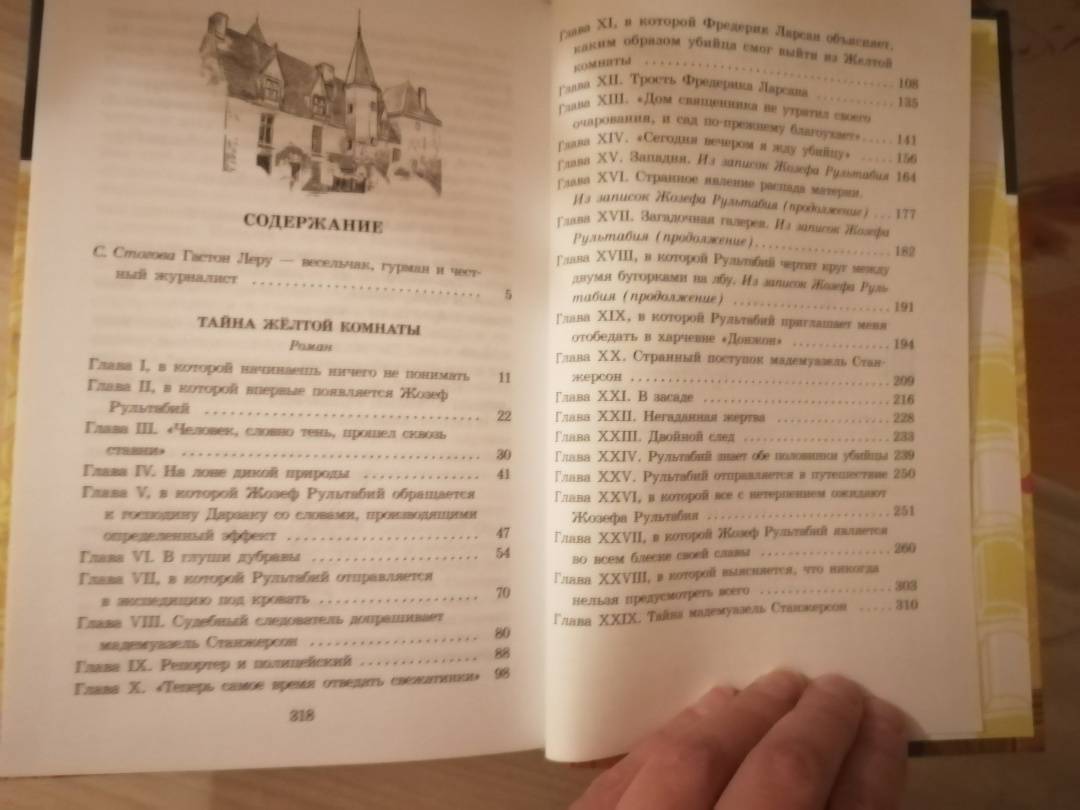 СОДЕРЖАНИЕ
С. Стогова Гастон Леру — весельчак, гурман и чест-
ный журналист ........ 5
ТАЙНА ЖЁЛТОЙ КОМНАТЫ
Роман
Глава I, в которой начинаешь ничего не понимать 11
Глава II, в которой впервые появляется Жозеф
Рультабий ........ 22
Глава III. «Человек, словно тень, прошел сквозь
ставни» ........ 30
Глава IV. На лоне дикой природы ........ 41
Глава V, в которой Жозеф Рультабий обращается
к господину Дарзаку со словами, производящими
определенный эффект ........ 47
Глава VI. В глуши дубравы ........ 54
Глава VII, в которой Рультабий отправляется
в экспедицию под кровать ........ 70
Глава VIII. Судебный следователь допрашивает
мадемуазель Станжерсон ........ 80
Глава IX. Репортер и полицейский ........ 88
Глава X. «Теперь самое время отведать свежатинки» 98
318
Глава XI, в которой Фредерик Ларсан объясняет,
каким образом убийца смог выйти из Желтой
комнаты ........ 108
Глава XII. Трость Фредерика Ларсана ........ 135
Глава XIII. «Дом священника не утратил своего
очарования, и сад по-прежнему благоухает» .... 141
Глава XIV. «Сегодня вечером я жду убийцу» ..... 156
Глава XV. Западня. Из записок Жозефа Рультабия 164
Глава XVI. Странное явление распада материи.
Из записок Жозефа Рультабия (продолжение) ... 177
Глава XVII. Загадочная галерея. Из записок Жозефа
Рультабия (продолжение) ........ 182
Глава XVIII, в которой Рультабий чертит круг между
двумя бугорками на лбу. Из записок Жозефа Руль-
табия (продолжение) ........ 191
Глава XIX, в которой Рультабий приглашает меня
отобедать в харчевне «Донжон» ........ 194
Глава XX. Странный поступок мадемуазель Стан-
жерсон ........ 209
Глава XXI. В засаде ........ 216
Глава XXII. Негаданная жертва ........ 228
Глава XXIII. Двойной след ........ 233
Глава XXIV. Рультабий знает обе половинки убийцы 239
Глава XXV. Рультабий отправляется в путешествие 250
Глава XXVI, в которой все с нетерпением ожидают
Жозефа Рультабия ........ 251
Глава XXVII, в которой Жозеф Рультабий является
во всем блеске своей славы ........ 260
Глава XXVIII, в которой выясняется, что никогда
нельзя предусмотреть всего ........ 303
Глава XXIX. Тайна мадемуазель Станжерсон ..... 310